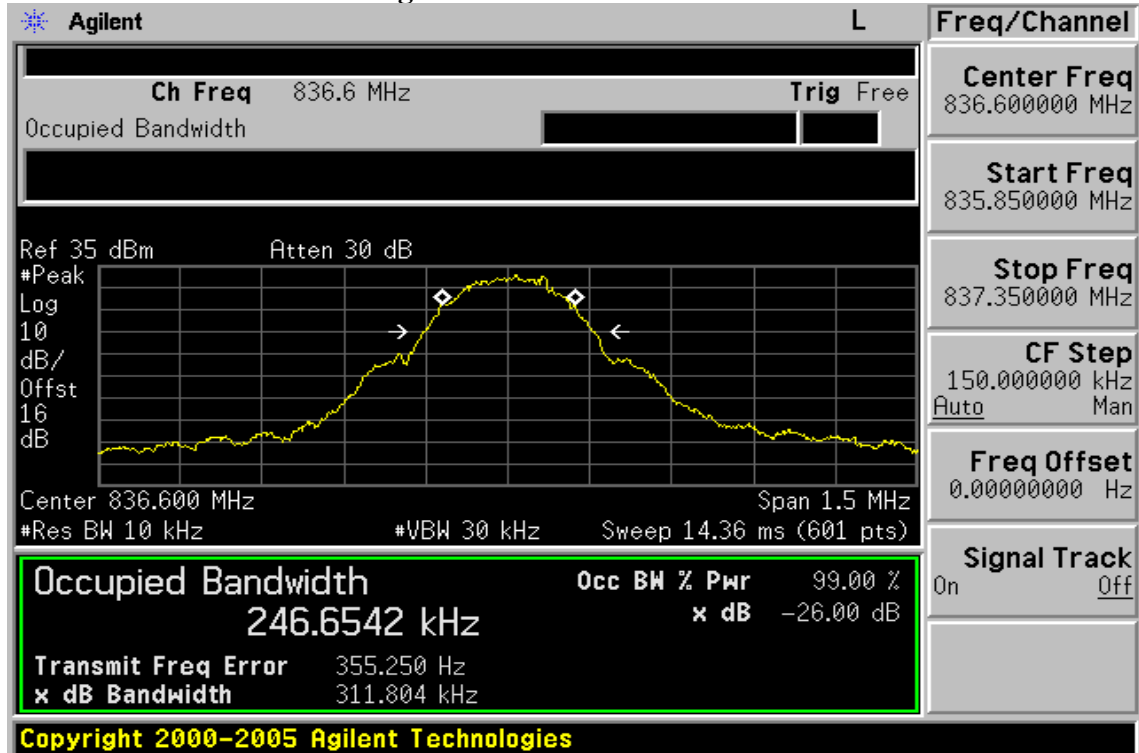 Agilent L Freq/Channel
Ch Freq 836.6 MHz Trig Free
Occupied Bandwidth
Center Freq
836.600000 MHz
Start Freq
835.850000 MHz
Stop Freq
837.350000 MHz
CF Step
150.000000 kHz
Auto Man
Freq Offset
0.00000000 Hz
Signal Track
On Off
Ref 35 dBm Atten 30 dB
#Peak
Log
10
dB/
Offst
16
dB
Center 836.600 MHz Span 1.5 MHz
#Res BW 10 kHz #VBW 30 kHz Sweep 14.36 ms (601 pts)
Occupied Bandwidth Occ BW % Pwr 99.00 %
246.6542 kHz x dB -26.00 dB
Transmit Freq Error 355.250 Hz
x dB Bandwidth 311.804 kHz
Copyright 2000-2005 Agilent Technologies